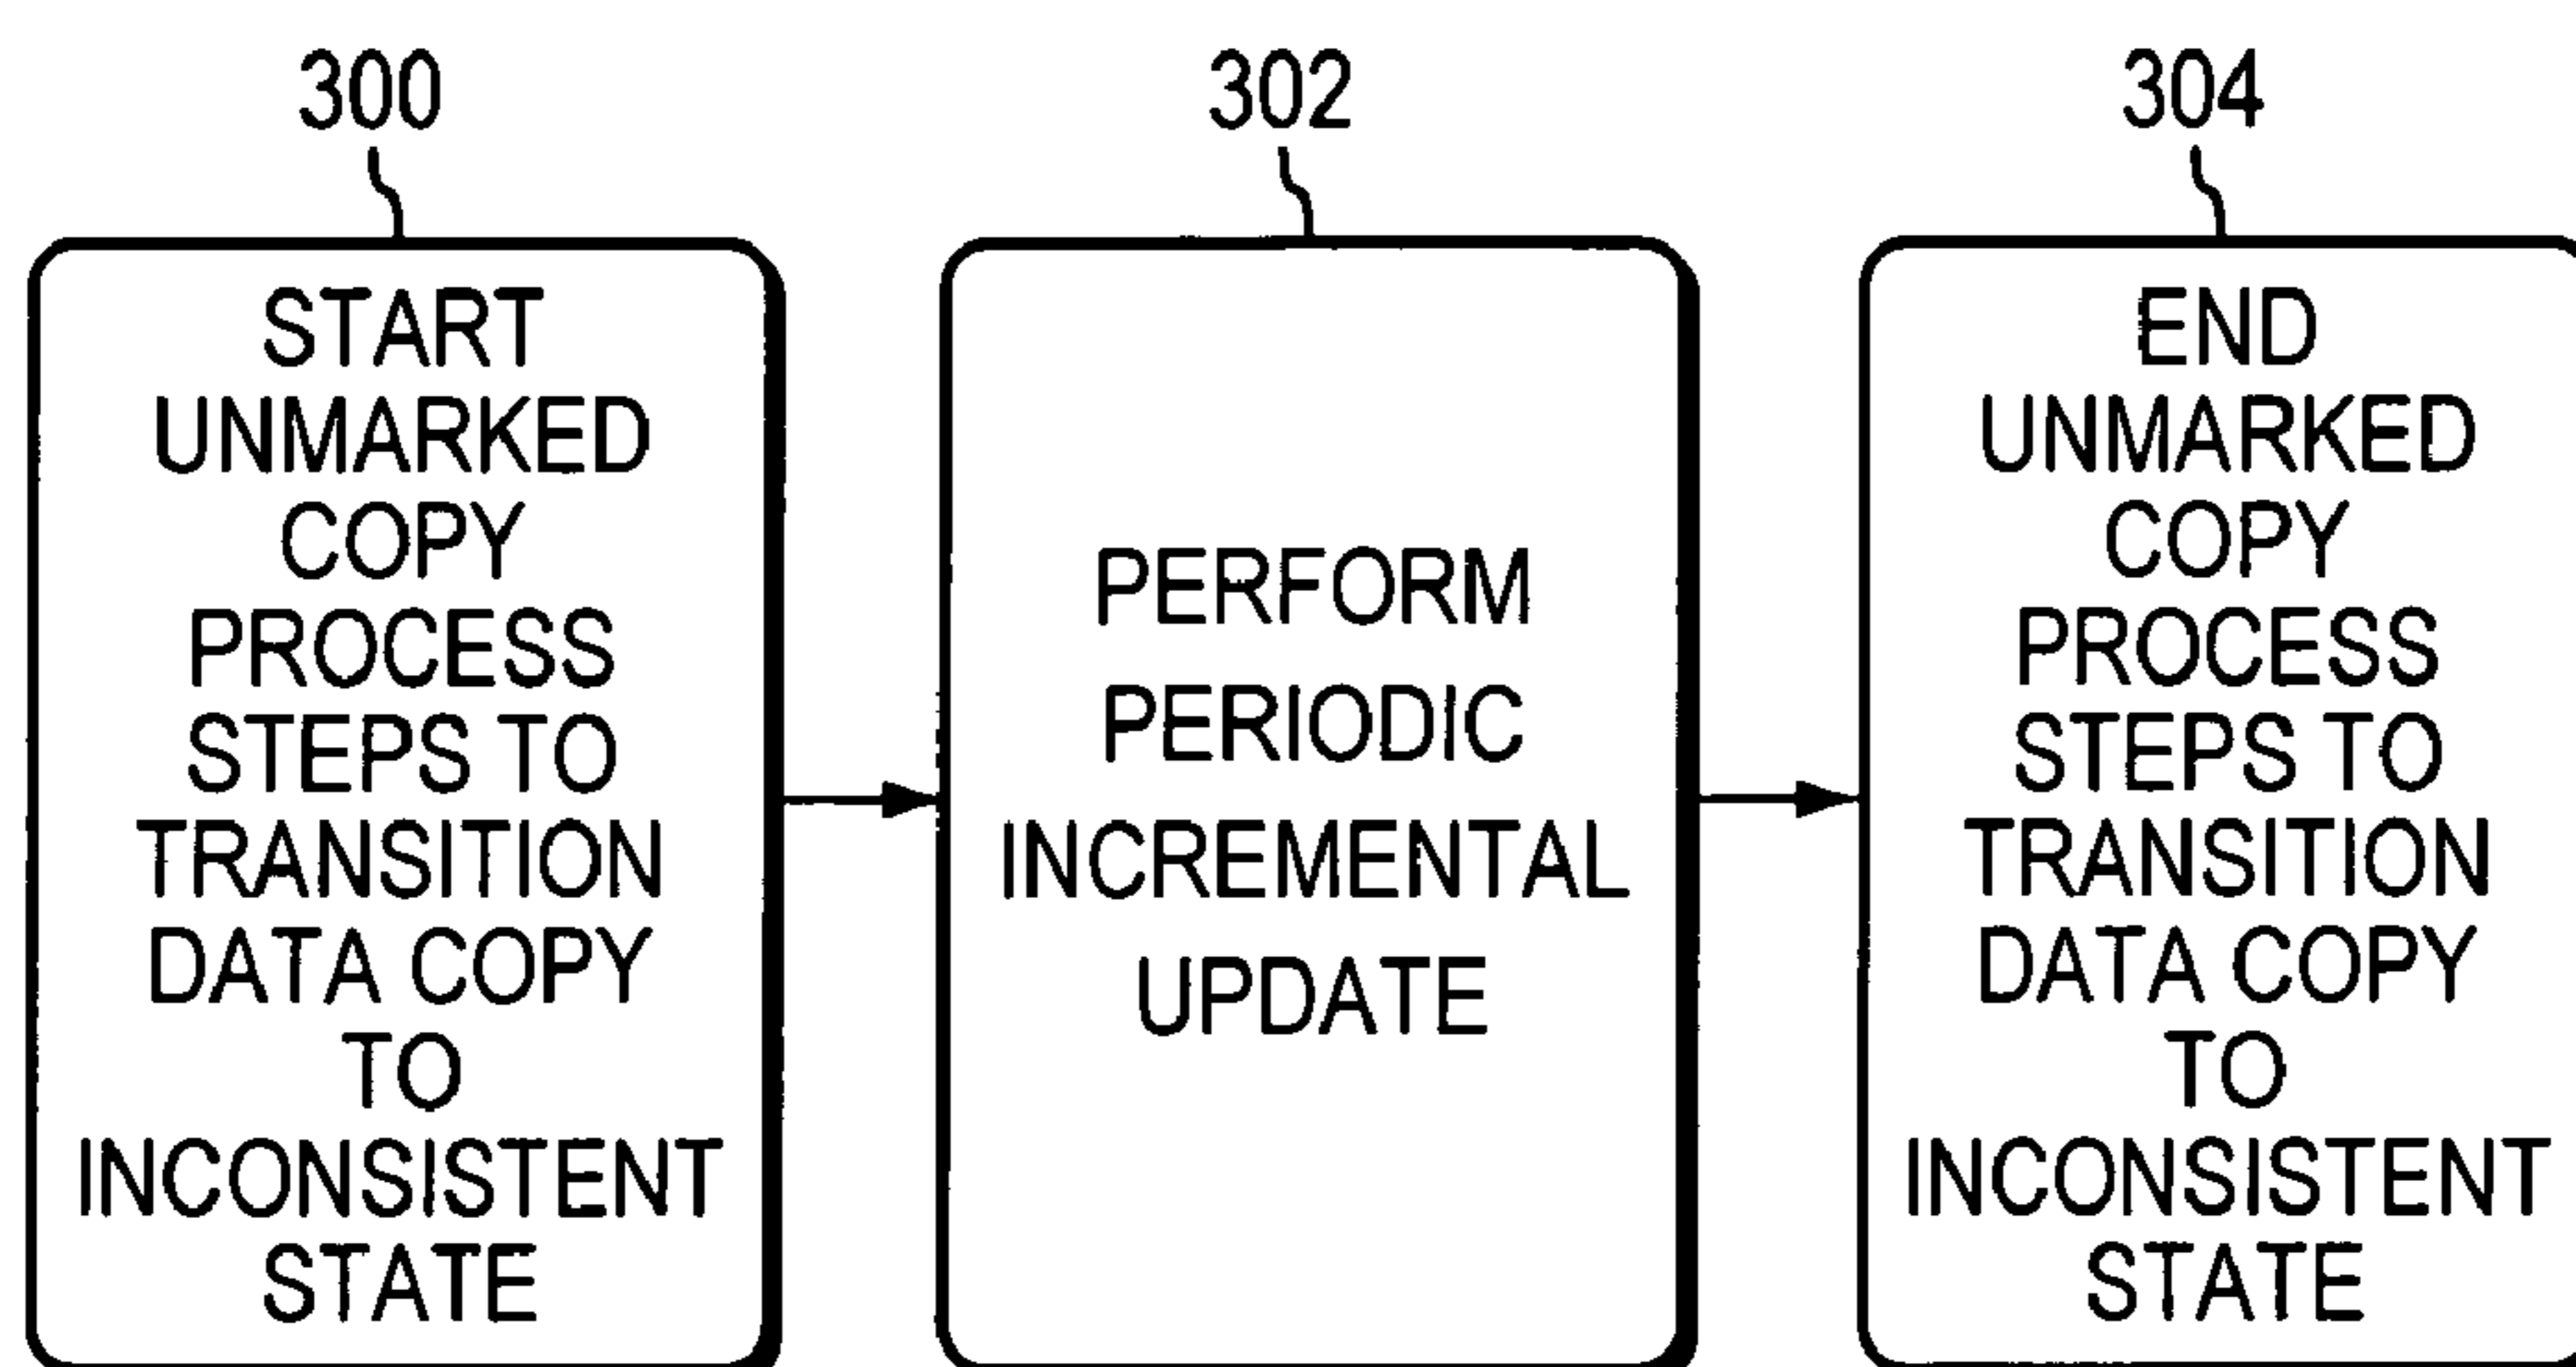 300
START
UNMARKED
COPY
PROCESS
STEPS TO
TRANSITION
DATA COPY
TO
INCONSISTENT
STATE
302
PERFORM
PERIODIC
INCREMENTAL
UPDATE
304
END
UNMARKED
COPY
PROCESS
STEPS TO
TRANSITION
DATA COPY
TO
INCONSISTENT
STATE